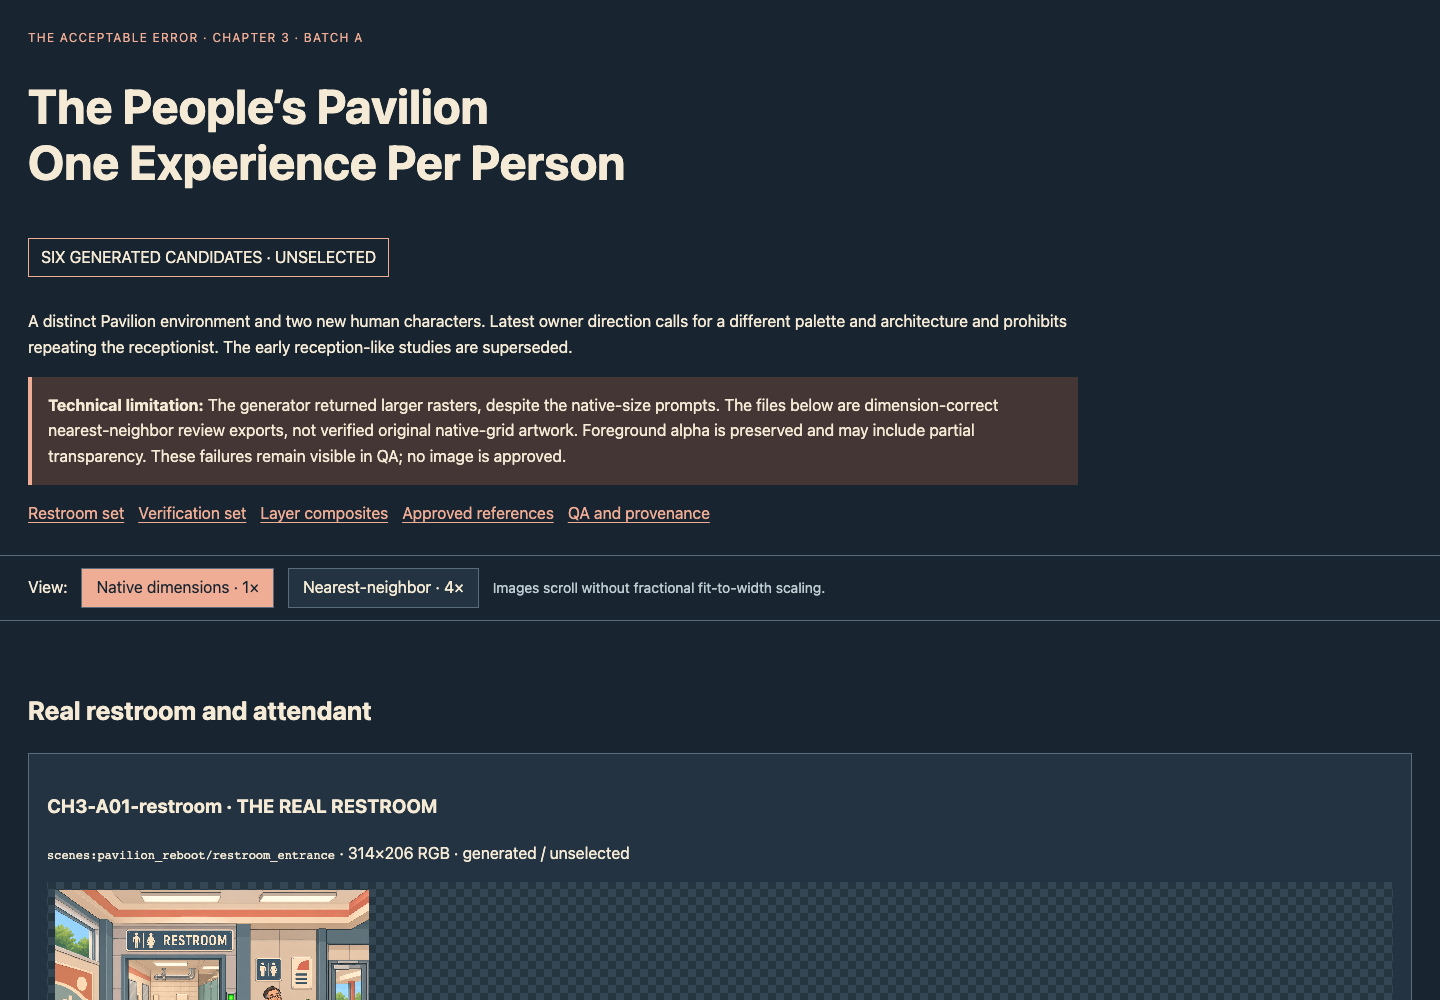 THE ACCEPTABLE ERROR · CHAPTER 3 · BATCH A
The People’s Pavilion
One Experience Per Person
SIX GENERATED CANDIDATES · UNSELECTED
A distinct Pavilion environment and two new human characters. Latest owner direction calls for a different palette and architecture and prohibits
repeating the receptionist. The early reception-like studies are superseded.
Technical limitation: The generator returned larger rasters, despite the native-size prompts. The files below are dimension-correct
nearest-neighbor review exports, not verified original native-grid artwork. Foreground alpha is preserved and may include partial
transparency. These failures remain visible in QA; no image is approved.
Restroom set Verification set Layer composites Approved references QA and provenance
View: Native dimensions · 1× Nearest-neighbor · 4× Images scroll without fractional fit-to-width scaling.
Real restroom and attendant
CH3-A01-restroom · THE REAL RESTROOM
scenes:pavilion_reboot/restroom_entrance · 314×206 RGB · generated / unselected
RESTROOM